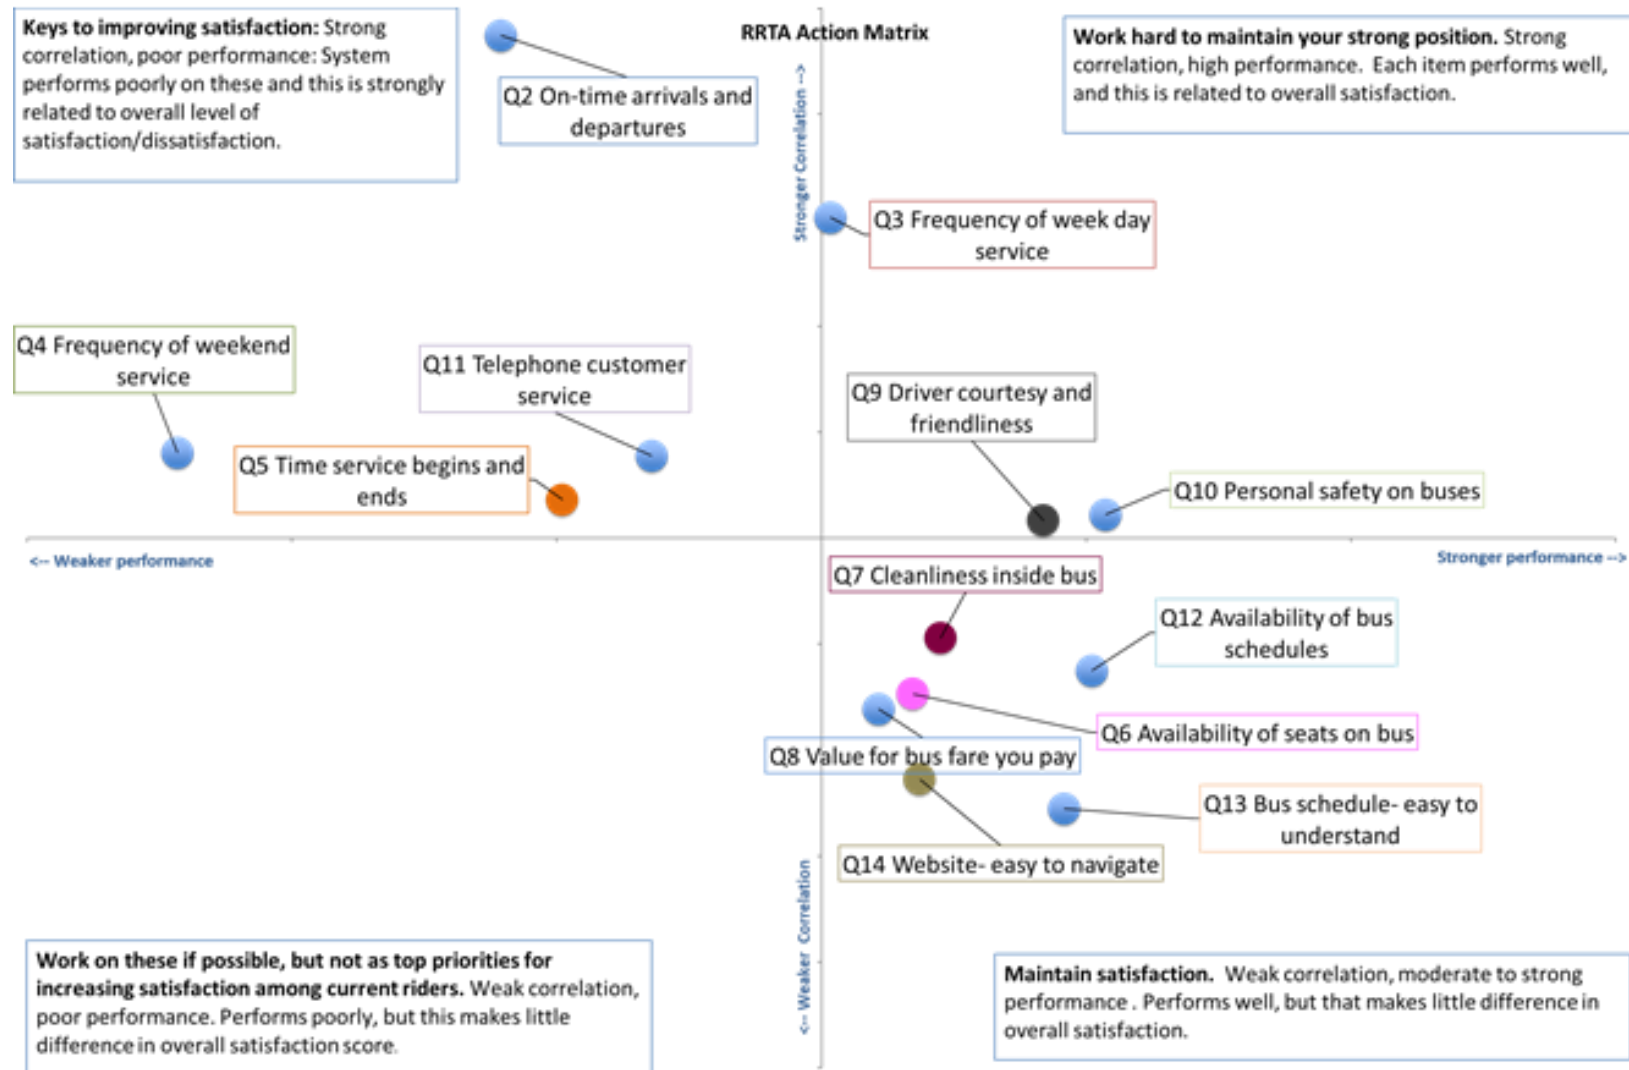 Keys to improving satisfaction: Strong
correlation, poor performance: System
performs poorly on these and this is strongly
related to overall level of
satisfaction/dissatisfaction.
RRTA Action Matrix
Work hard to maintain your strong position. Strong
correlation, high performance. Each item performs well,
and this is related to overall satisfaction.
Stronger Correlation -->
Q2 On-time arrivals and
departures
Q3 Frequency of week day
service
Q4 Frequency of weekend
service
Q11 Telephone customer
service
Q9 Driver courtesy and
friendliness
Q5 Time service begins and
ends
Q10 Personal safety on buses
<-- Weaker performance
Stronger performance -->
Q7 Cleanliness inside bus
Q12 Availability of bus
schedules
Q6 Availability of seats on bus
Q8 Value for bus fare you pay
Q13 Bus schedule- easy to
understand
Q14 Website- easy to navigate
<-- Weaker Correlation
Work on these if possible, but not as top priorities for
increasing satisfaction among current riders. Weak correlation,
poor performance. Performs poorly, but this makes little
difference in overall satisfaction score.
Maintain satisfaction. Weak correlation, moderate to strong
performance . Performs well, but that makes little difference in
overall satisfaction.